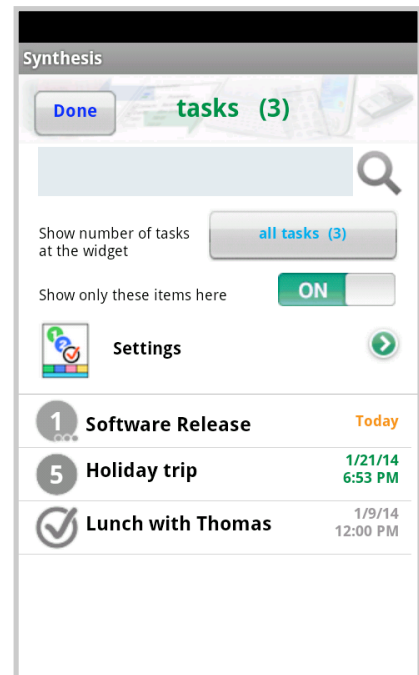 Synthesis
Done
tasks (3)
Show number of tasks
at the widget
all tasks (3)
Show only these items here
ON
1
2
Settings
1
Software Release
Today
5
Holiday trip
1/21/14
6:53 PM
Lunch with Thomas
1/9/14
12:00 PM